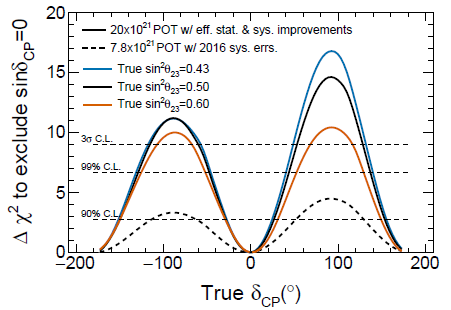 Δ χ² to exclude sinδCP=0
20
15
10
5
0
20x10²¹ POT w/ eff. stat. & sys. improvements
7.8x10²¹ POT w/ 2016 sys. errs.
True sin²θ₂₃=0.43
True sin²θ₂₃=0.50
True sin²θ₂₃=0.60
3σ C.L.
99% C.L.
90% C.L.
−200 −100 0 100 200
True δCP(°)